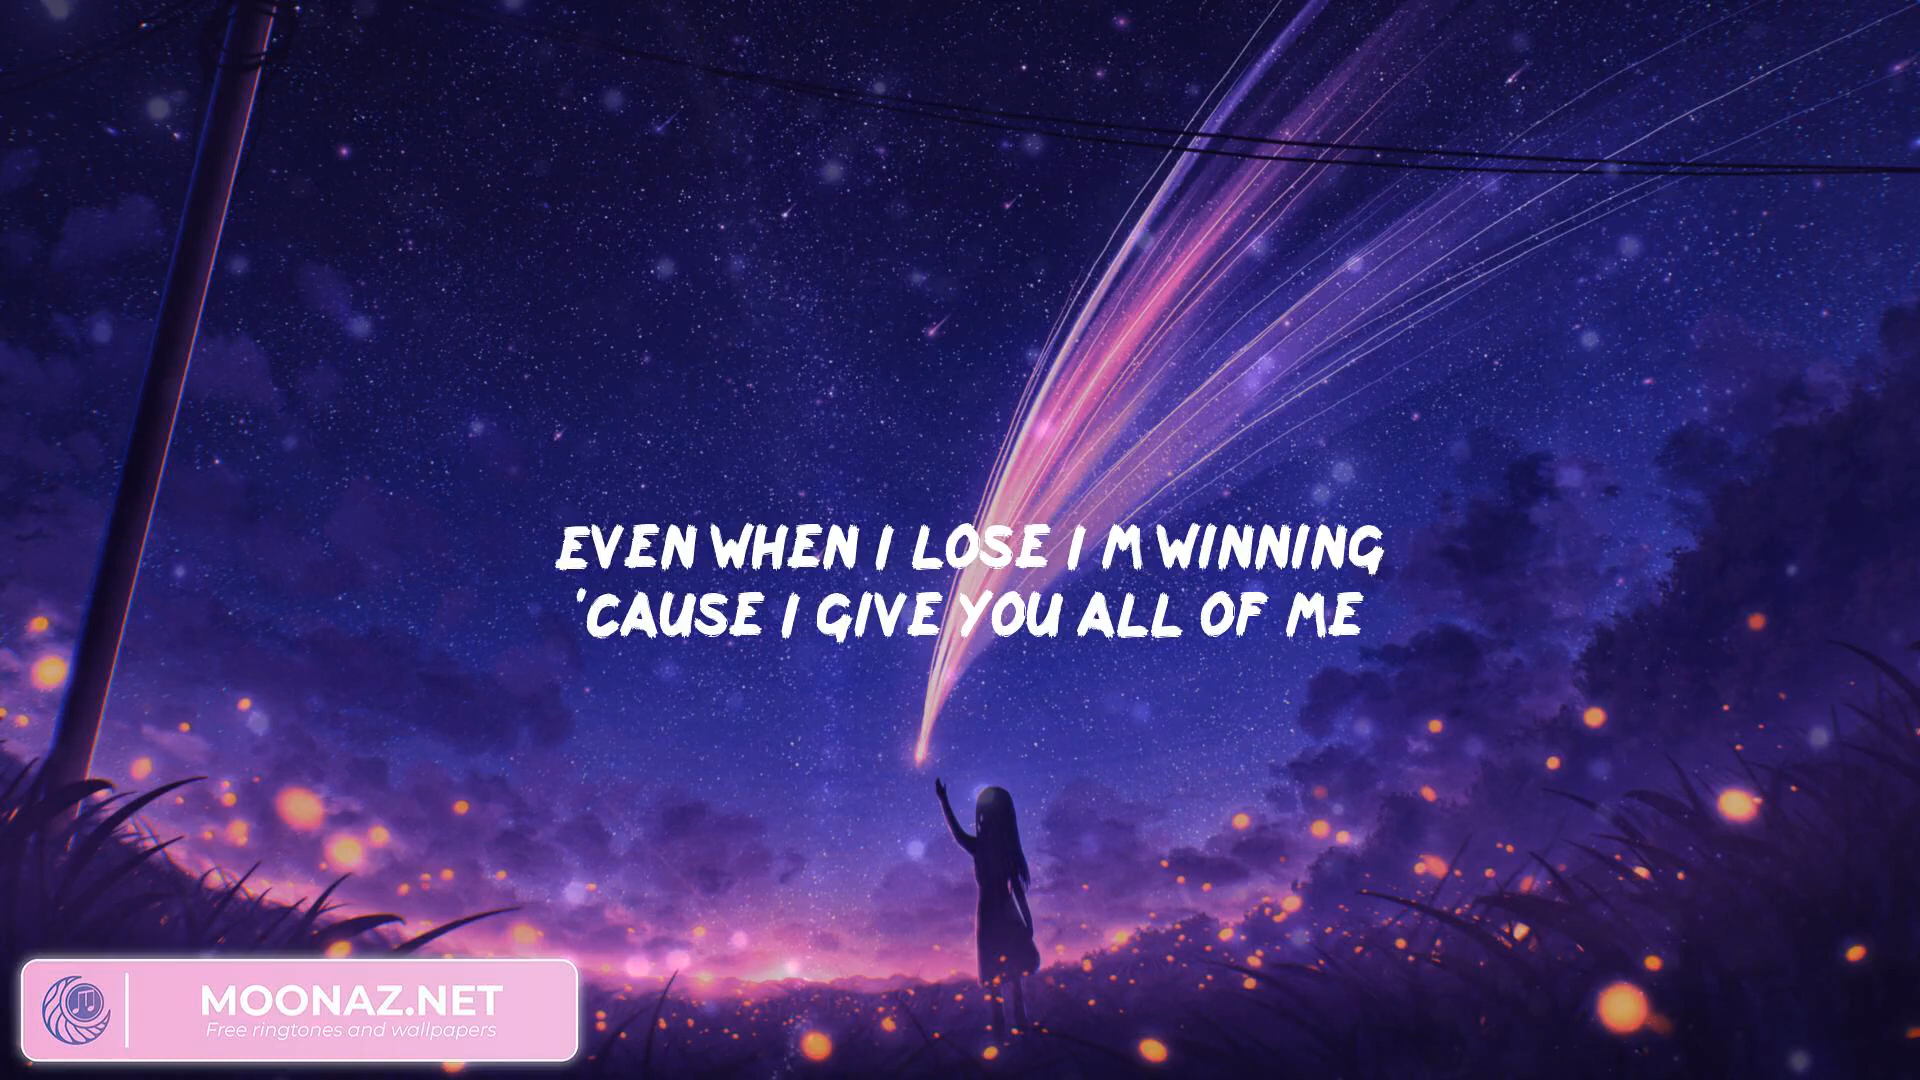 EVEN WHEN I LOSE I M WINNING
'CAUSE I GIVE YOU ALL OF ME
MOONAZ.NET
Free ringtones and wallpapers